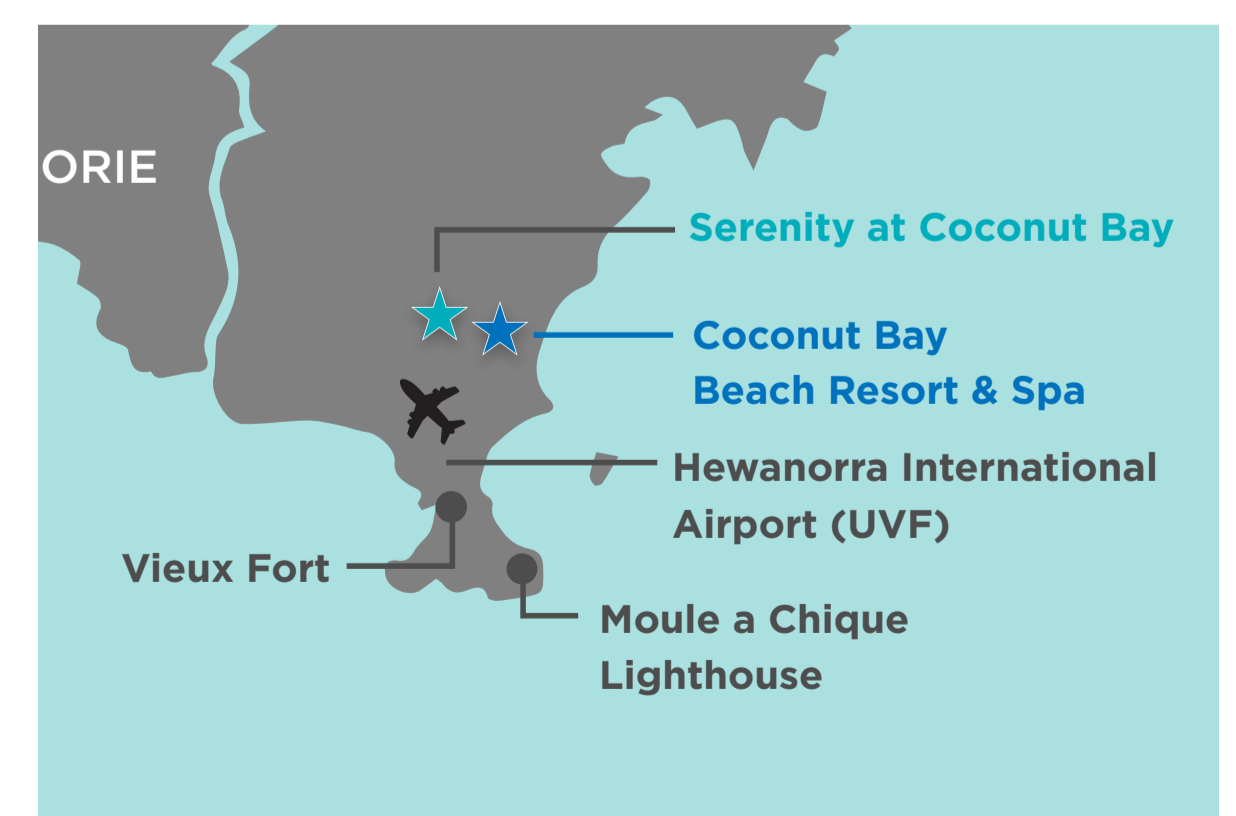 ORIE
Serenity at Coconut Bay
Coconut Bay
Beach Resort & Spa
Hewanorra International
Airport (UVF)
Vieux Fort
Moule a Chique
Lighthouse